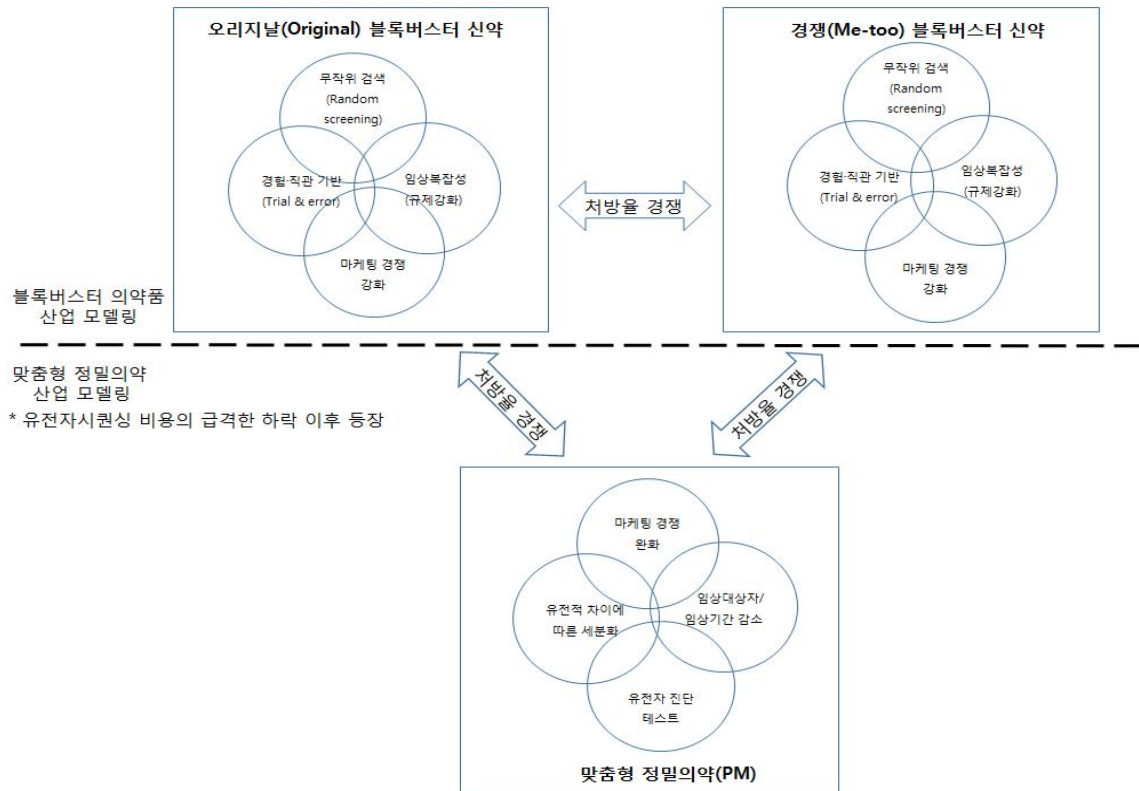 오리지날(Original) 블록버스터 신약
무작위 검색
(Random
screening)
경험·직관 기반
(Trial & error)
임상복잡성
(규제강화)
마케팅 경쟁
강화
처방율 경쟁
경쟁(Me-too) 블록버스터 신약
무작위 검색
(Random
screening)
경험·직관 기반
(Trial & error)
임상복잡성
(규제강화)
마케팅 경쟁
강화
블록버스터 의약품
산업 모델링
맞춤형 정밀의약
산업 모델링
* 유전자시퀀싱 비용의 급격한 하락 이후 등장
처방율 경쟁
처방율 경쟁
마케팅 경쟁
완화
유전적 차이에
따른 세분화
임상대상자/
임상기간 감소
유전자 진단
테스트
맞춤형 정밀의약(PM)